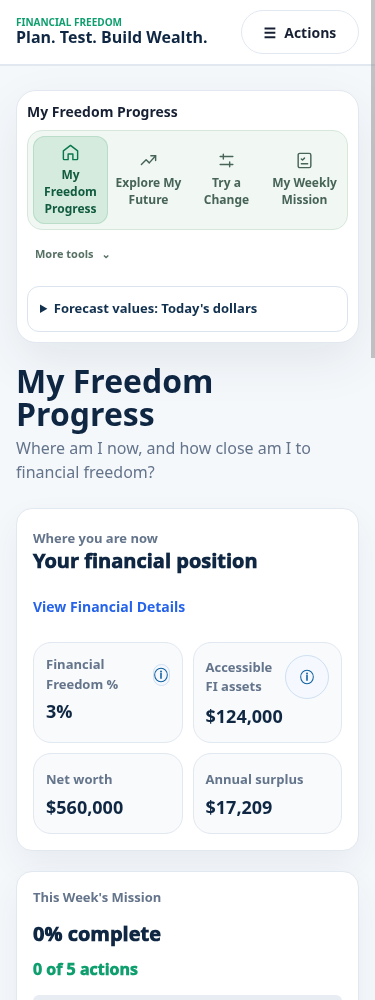 FINANCIAL FREEDOM
Plan. Test. Build Wealth.
☰ Actions
My Freedom Progress
My
Freedom
Progress
Explore My
Future
Try a
Change
My Weekly
Mission
More tools ⌄
▶ Forecast values: Today's dollars
My Freedom
Progress
Where am I now, and how close am I to
financial freedom?
Where you are now
Your financial position
View Financial Details
Financial
Freedom %
ⓘ
3%
Accessible
FI assets
ⓘ
$124,000
Net worth
$560,000
Annual surplus
$17,209
This Week's Mission
0% complete
0 of 5 actions